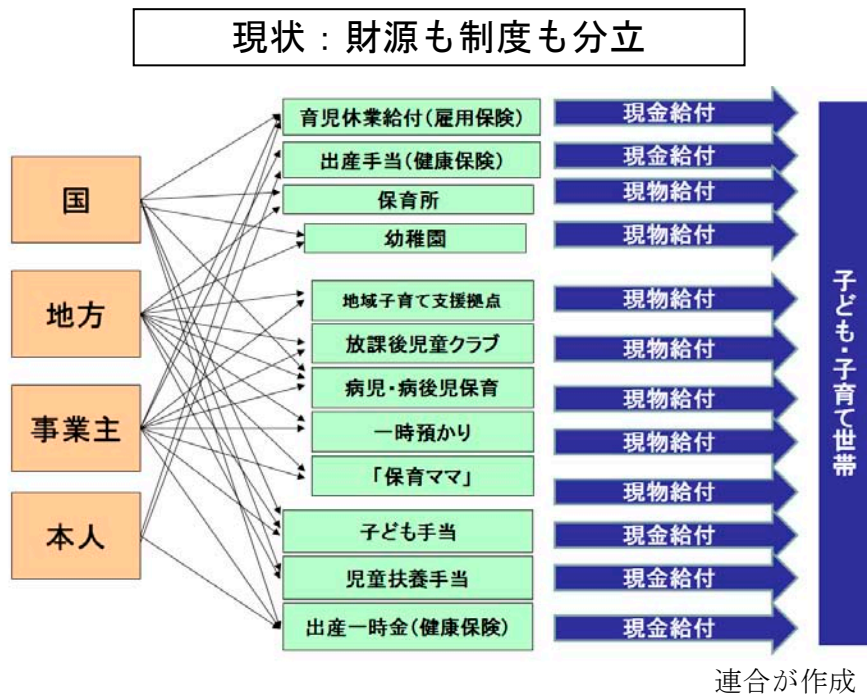 現状：財源も制度も分立
国
地方
事業主
本人
育児休業給付(雇用保険)
出産手当(健康保険)
保育所
幼稚園
地域子育て支援拠点
放課後児童クラブ
病児・病後児保育
一時預かり
「保育ママ」
子ども手当
児童扶養手当
出産一時金(健康保険)
現金給付
現金給付
現物給付
現物給付
現物給付
現物給付
現物給付
現物給付
現物給付
現金給付
現金給付
現金給付
子ども・子育て世帯
連合が作成